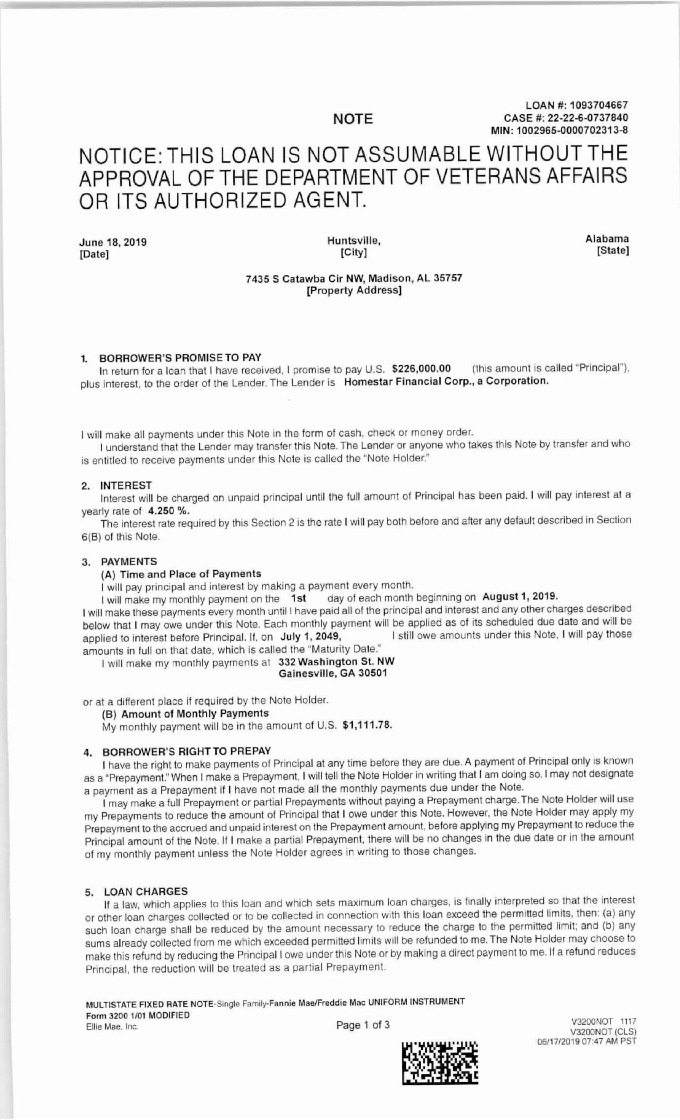 LOAN #: 1093704667
NOTE
CASE #: 22-22-6-0737840
MIN: 1002965-0000702313-8
NOTICE: THIS LOAN IS NOT ASSUMABLE WITHOUT THE
APPROVAL OF THE DEPARTMENT OF VETERANS AFFAIRS
OR ITS AUTHORIZED AGENT.
June 18, 2019 Huntsville, Alabama
[Date] [City] [State]
7435 S Catawba Cir NW, Madison, AL 35757
[Property Address]
1. BORROWER'S PROMISE TO PAY
In return for a loan that I have received, I promise to pay U.S. $226,000.00 (this amount is called "Principal"),
plus interest, to the order of the Lender. The Lender is Homestar Financial Corp., a Corporation.
I will make all payments under this Note in the form of cash, check or money order.
I understand that the Lender may transfer this Note. The Lender or anyone who takes this Note by transfer and who
is entitled to receive payments under this Note is called the "Note Holder."
2. INTEREST
Interest will be charged on unpaid principal until the full amount of Principal has been paid. I will pay interest at a
yearly rate of 4.250 %.
The interest rate required by this Section 2 is the rate I will pay both before and after any default described in Section
6(B) of this Note.
3. PAYMENTS
(A) Time and Place of Payments
I will pay principal and interest by making a payment every month.
I will make my monthly payment on the 1st day of each month beginning on August 1, 2019.
I will make these payments every month until I have paid all of the principal and interest and any other charges described
below that I may owe under this Note. Each monthly payment will be applied as of its scheduled due date and will be
applied to interest before Principal. If, on July 1, 2049, I still owe amounts under this Note, I will pay those
amounts in full on that date, which is called the "Maturity Date."
I will make my monthly payments at 332 Washington St. NW
Gainesville, GA 30501
or at a different place if required by the Note Holder.
(B) Amount of Monthly Payments
My monthly payment will be in the amount of U.S. $1,111.78.
4. BORROWER'S RIGHT TO PREPAY
I have the right to make payments of Principal at any time before they are due. A payment of Principal only is known
as a "Prepayment." When I make a Prepayment, I will tell the Note Holder in writing that I am doing so. I may not designate
a payment as a Prepayment if I have not made all the monthly payments due under the Note.
I may make a full Prepayment or partial Prepayments without paying a Prepayment charge. The Note Holder will use
my Prepayments to reduce the amount of Principal that I owe under this Note. However, the Note Holder may apply my
Prepayment to the accrued and unpaid interest on the Prepayment amount, before applying my Prepayment to reduce the
Principal amount of the Note. If I make a partial Prepayment, there will be no changes in the due date or in the amount
of my monthly payment unless the Note Holder agrees in writing to those changes.
5. LOAN CHARGES
If a law, which applies to this loan and which sets maximum loan charges, is finally interpreted so that the interest
or other loan charges collected or to be collected in connection with this loan exceed the permitted limits, then: (a) any
such loan charge shall be reduced by the amount necessary to reduce the charge to the permitted limit; and (b) any
sums already collected from me which exceeded permitted limits will be refunded to me. The Note Holder may choose to
make this refund by reducing the Principal I owe under this Note or by making a direct payment to me. If a refund reduces
Principal, the reduction will be treated as a partial Prepayment.
MULTISTATE FIXED RATE NOTE-Single Family-Fannie Mae/Freddie Mac UNIFORM INSTRUMENT
Form 3200 1/01 MODIFIED
Ellie Mae, Inc. Page 1 of 3 V3200NOT 1117
V3200NOT (CLS)
06/17/2019 07:47 AM PST